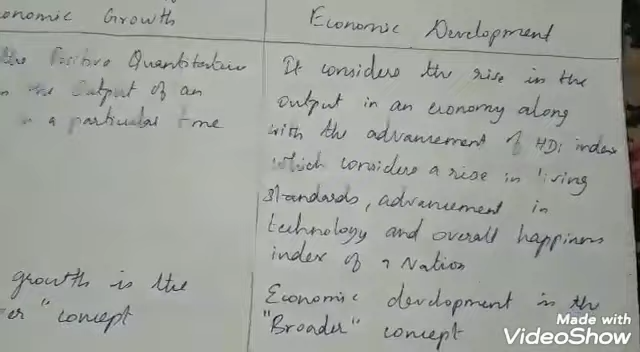 onomic Growth
Economic Development
the Positive Quantitative
n the Output of an
a particular time
growth is the
er" concept
It considers the rise in the
output in an economy along
with the advancement of HDI index
which considers a rise in living
standards, advancement in
technology and overall happiness
index of a Nation
Economic development is the
"Broader" concept
Made with
VideoShow